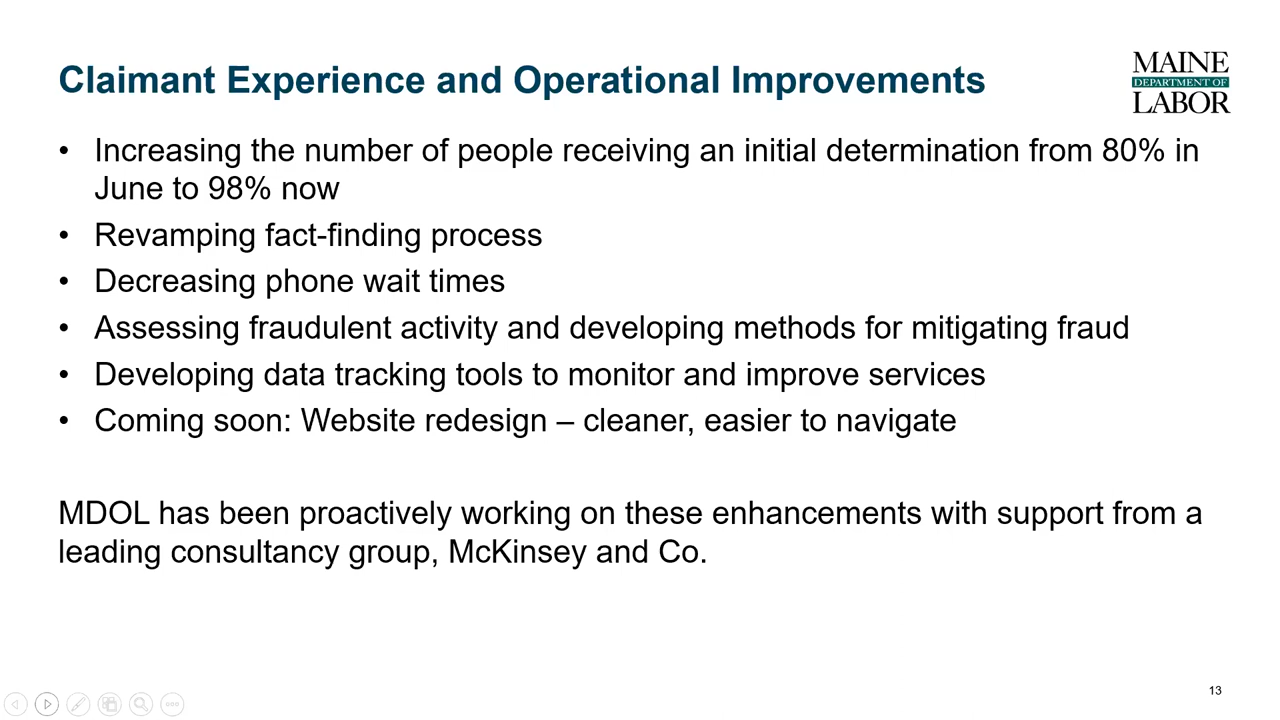 Claimant Experience and Operational Improvements
MAINE
DEPARTMENT OF
LABOR
• Increasing the number of people receiving an initial determination from 80% in
June to 98% now
• Revamping fact-finding process
• Decreasing phone wait times
• Assessing fraudulent activity and developing methods for mitigating fraud
• Developing data tracking tools to monitor and improve services
• Coming soon: Website redesign – cleaner, easier to navigate
MDOL has been proactively working on these enhancements with support from a
leading consultancy group, McKinsey and Co.
13